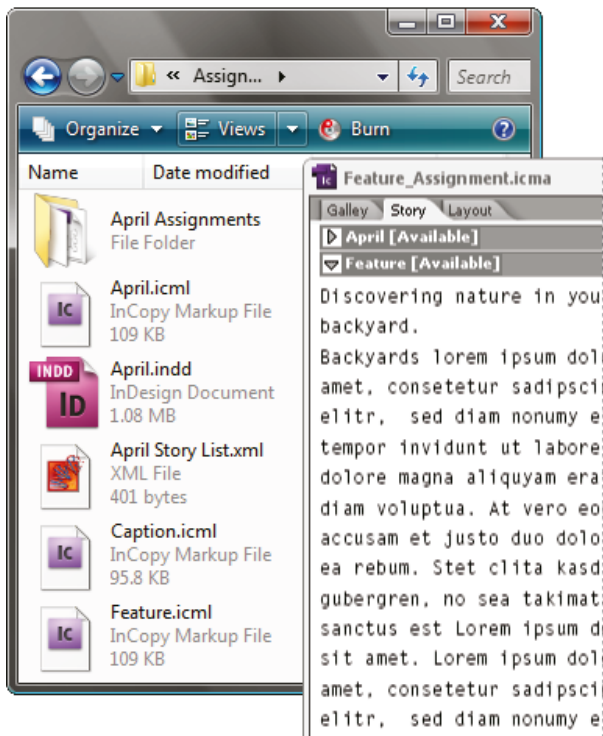 « Assign...
Search
Organize
Views
Burn
?
Name
Date modified
April Assignments
File Folder
April.icml
InCopy Markup File
109 KB
INDD
ID
April.indd
InDesign Document
1.08 MB
April Story List.xml
XML File
401 bytes
IC
Caption.icml
InCopy Markup File
95.8 KB
IC
Feature.icml
InCopy Markup File
109 KB
IC
Ic
Feature_Assignment.icma
Galley Story Layout
April [Available]
Feature [Available]
Discovering nature in you
backyard.
Backyards lorem ipsum dol
amet, consetetur sadipsci
elitr, sed diam nonumy e
tempor invidunt ut labore
dolore magna aliquyam era
diam voluptua. At vero eo
accusam et justo duo dolo
ea rebum. Stet clita kasd
gubergren, no sea takimat
sanctus est Lorem ipsum d
sit amet. Lorem ipsum dol
amet, consetetur sadipsci
elitr, sed diam nonumy e